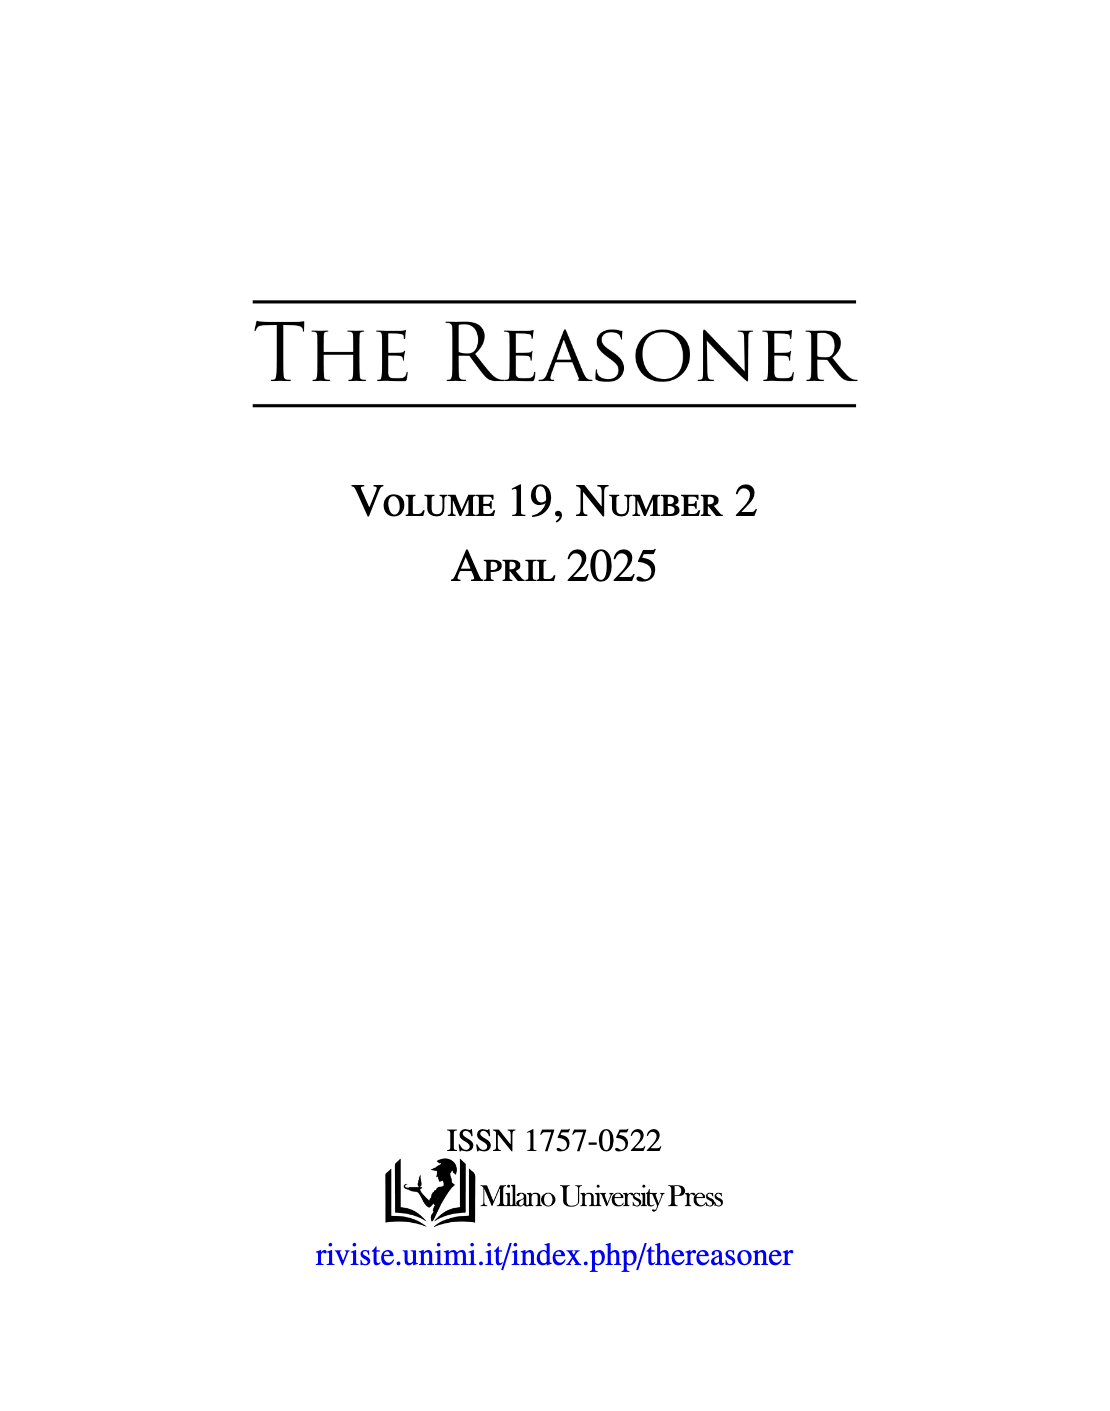 THE REASONER
VOLUME 19, NUMBER 2
APRIL 2025
ISSN 1757-0522
Milano University Press
riviste.unimi.it/index.php/thereasoner